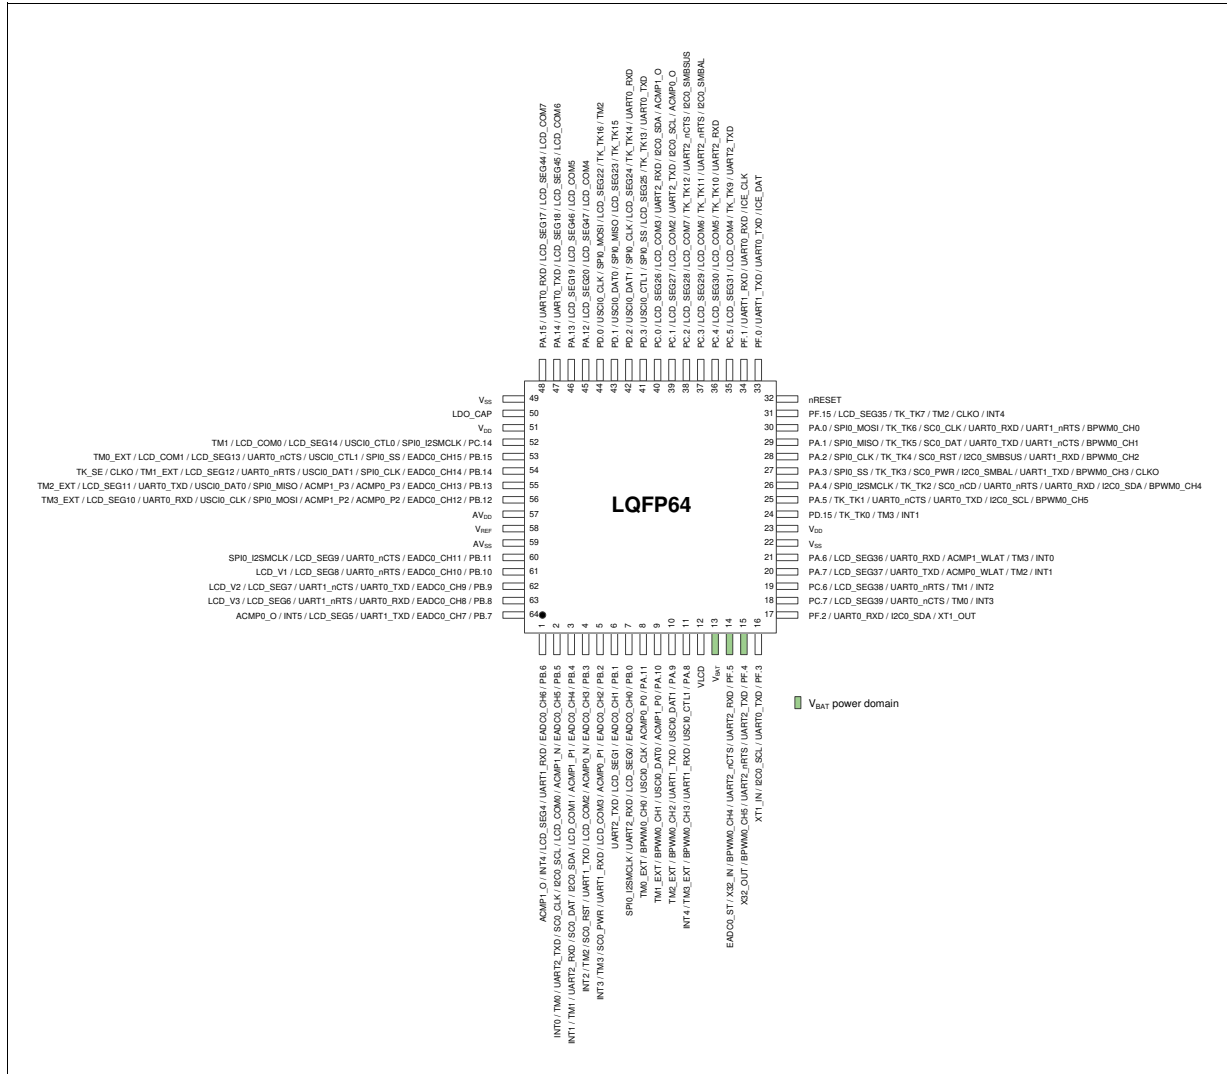 PA.15 / UART0_RXD / LCD_SEG17 / LCD_SEG44 / LCD_COM7
PA.14 / UART0_TXD / LCD_SEG18 / LCD_SEG45 / LCD_COM6
PA.13 / LCD_SEG19 / LCD_SEG46 / LCD_COM5
PA.12 / LCD_SEG20 / LCD_SEG47 / LCD_COM4
PD.0 / USCI0_CLK / SPI0_MOSI / LCD_SEG22 / TK_TK16 / TM2
PD.1 / USCI0_DAT0 / SPI0_MISO / LCD_SEG23 / TK_TK15
PD.2 / USCI0_DAT1 / SPI0_CLK / LCD_SEG24 / TK_TK14 / UART0_RXD
PD.3 / USCI0_CTL1 / SPI0_SS / LCD_SEG25 / TK_TK13 / UART0_TXD
PC.0 / LCD_SEG26 / LCD_COM3 / UART2_RXD / I2C0_SDA / ACMP1_O
PC.1 / LCD_SEG27 / LCD_COM2 / UART2_TXD / I2C0_SCL / ACMP0_O
PC.2 / LCD_SEG28 / LCD_COM7 / TK_TK12 / UART2_nCTS / I2C0_SMBSUS
PC.3 / LCD_SEG29 / LCD_COM6 / TK_TK11 / UART2_nRTS / I2C0_SMBAL
PC.4 / LCD_SEG30 / LCD_COM5 / TK_TK10 / UART2_RXD
PC.5 / LCD_SEG31 / LCD_COM4 / TK_TK9 / UART2_TXD
PF.1 / UART1_RXD / UART0_RXD / ICE_CLK
PF.0 / UART1_TXD / UART0_TXD / ICE_DAT
48 47 46 45 44 43 42 41 40 39 38 37 36 35 34 33
VSS 49
LDO_CAP 50
VDD 51
TM1 / LCD_COM0 / LCD_SEG14 / USCI0_CTL0 / SPI0_I2SMCLK / PC.14 52
TM0_EXT / LCD_COM1 / LCD_SEG13 / UART0_nCTS / USCI0_CTL1 / SPI0_SS / EADC0_CH15 / PB.15 53
TK_SE / CLKO / TM1_EXT / LCD_SEG12 / UART0_nRTS / USCI0_DAT1 / SPI0_CLK / EADC0_CH14 / PB.14 54
TM2_EXT / LCD_SEG11 / UART0_TXD / USCI0_DAT0 / SPI0_MISO / ACMP1_P3 / ACMP0_P3 / EADC0_CH13 / PB.13 55
TM3_EXT / LCD_SEG10 / UART0_RXD / USCI0_CLK / SPI0_MOSI / ACMP1_P2 / ACMP0_P2 / EADC0_CH12 / PB.12 56
AVDD 57
VREF 58
AVSS 59
SPI0_I2SMCLK / LCD_SEG9 / UART0_nCTS / EADC0_CH11 / PB.11 60
LCD_V1 / LCD_SEG8 / UART0_nRTS / EADC0_CH10 / PB.10 61
LCD_V2 / LCD_SEG7 / UART1_nCTS / UART0_TXD / EADC0_CH9 / PB.9 62
LCD_V3 / LCD_SEG6 / UART1_nRTS / UART0_RXD / EADC0_CH8 / PB.8 63
ACMP0_O / INT5 / LCD_SEG5 / UART1_TXD / EADC0_CH7 / PB.7 64
LQFP64
32 nRESET
31 PF.15 / LCD_SEG35 / TK_TK7 / TM2 / CLKO / INT4
30 PA.0 / SPI0_MOSI / TK_TK6 / SC0_CLK / UART0_RXD / UART1_nRTS / BPWM0_CH0
29 PA.1 / SPI0_MISO / TK_TK5 / SC0_DAT / UART0_TXD / UART1_nCTS / BPWM0_CH1
28 PA.2 / SPI0_CLK / TK_TK4 / SC0_RST / I2C0_SMBSUS / UART1_RXD / BPWM0_CH2
27 PA.3 / SPI0_SS / TK_TK3 / SC0_PWR / I2C0_SMBAL / UART1_TXD / BPWM0_CH3 / CLKO
26 PA.4 / SPI0_I2SMCLK / TK_TK2 / SC0_nCD / UART0_nRTS / UART0_RXD / I2C0_SDA / BPWM0_CH4
25 PA.5 / TK_TK1 / UART0_nCTS / UART0_TXD / I2C0_SCL / BPWM0_CH5
24 PD.15 / TK_TK0 / TM3 / INT1
23 VDD
22 VSS
21 PA.6 / LCD_SEG36 / UART0_RXD / ACMP1_WLAT / TM3 / INT0
20 PA.7 / LCD_SEG37 / UART0_TXD / ACMP0_WLAT / TM2 / INT1
19 PC.6 / LCD_SEG38 / UART0_nRTS / TM1 / INT2
18 PC.7 / LCD_SEG39 / UART0_nCTS / TM0 / INT3
17 PF.2 / UART0_RXD / I2C0_SDA / XT1_OUT
1 2 3 4 5 6 7 8 9 10 11 12 13 14 15 16
ACMP1_O / INT4 / LCD_SEG4 / UART1_RXD / EADC0_CH6 / PB.6
INT0 / TM0 / UART2_TXD / SC0_CLK / I2C0_SCL / LCD_COM0 / ACMP1_N / EADC0_CH5 / PB.5
INT1 / TM1 / UART2_RXD / SC0_DAT / I2C0_SDA / LCD_COM1 / ACMP1_P1 / EADC0_CH4 / PB.4
INT2 / TM2 / SC0_RST / UART1_TXD / LCD_COM2 / ACMP0_N / EADC0_CH3 / PB.3
INT3 / TM3 / SC0_PWR / UART1_RXD / LCD_COM3 / ACMP0_P1 / EADC0_CH2 / PB.2
UART2_TXD / LCD_SEG1 / EADC0_CH1 / PB.1
SPI0_I2SMCLK / UART2_RXD / LCD_SEG0 / EADC0_CH0 / PB.0
TM0_EXT / BPWM0_CH0 / USCI0_CLK / ACMP0_P0 / PA.11
TM1_EXT / BPWM0_CH1 / USCI0_DAT0 / ACMP1_P0 / PA.10
TM2_EXT / BPWM0_CH2 / UART1_TXD / USCI0_DAT1 / PA.9
INT4 / TM3_EXT / BPWM0_CH3 / UART1_RXD / USCI0_CTL1 / PA.8
VLCD
VBAT
EADC0_ST / X32_IN / BPWM0_CH4 / UART2_nCTS / UART2_RXD / PF.5
X32_OUT / BPWM0_CH5 / UART2_nRTS / UART2_TXD / PF.4
XT1_IN / I2C0_SCL / UART0_TXD / PF.3
VBAT power domain